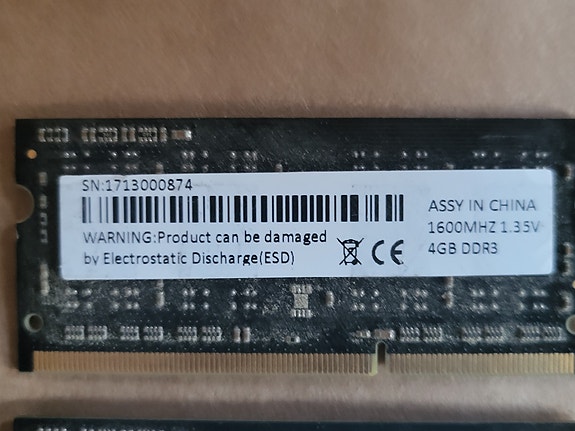 SN:1713000874
WARNING:Product can be damaged
by Electrostatic Discharge(ESD)
CE
ASSY IN CHINA
1600MHZ 1.35V
4GB DDR3